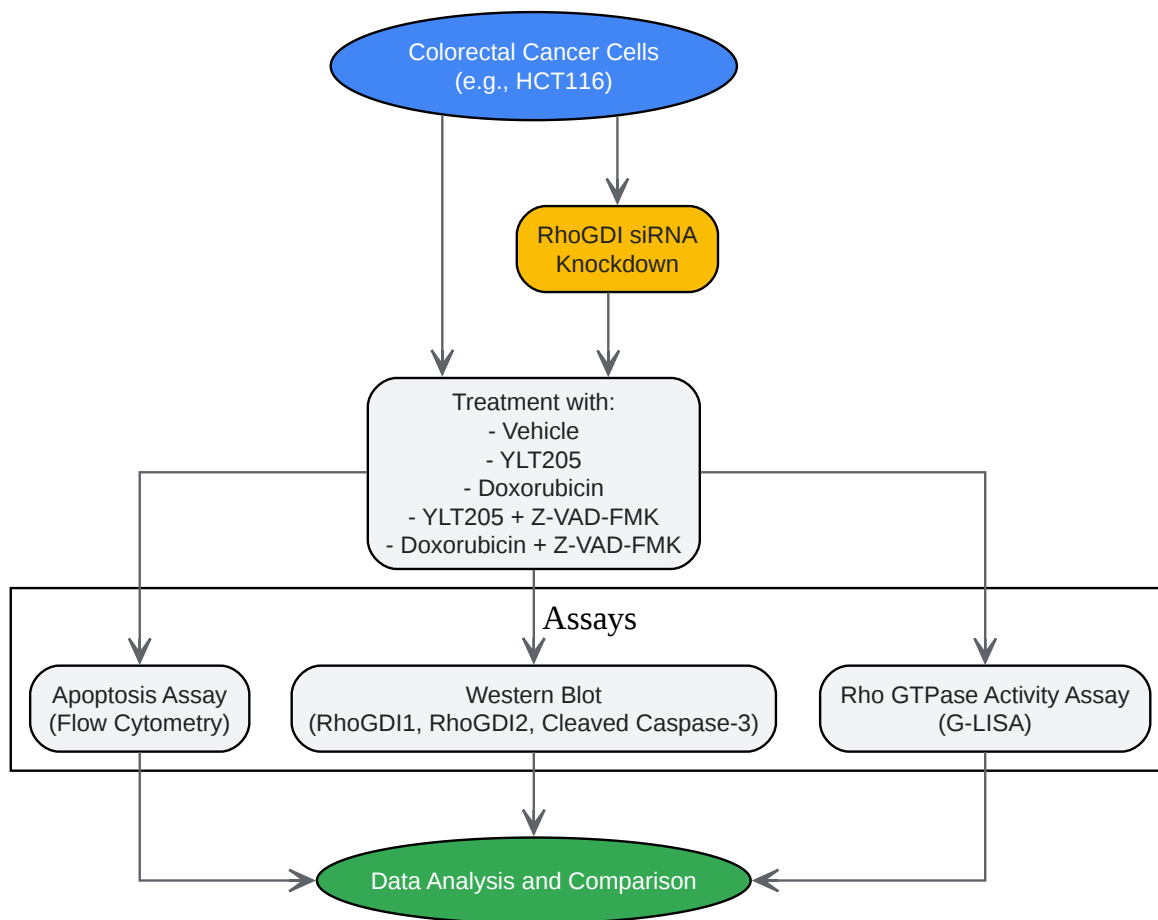 Colorectal Cancer Cells
(e.g., HCT116)
RhoGDI siRNA
Knockdown
Treatment with:
- Vehicle
- YLT205
- Doxorubicin
- YLT205 + Z-VAD-FMK
- Doxorubicin + Z-VAD-FMK
Assays
Apoptosis Assay
(Flow Cytometry)
Western Blot
(RhoGDI1, RhoGDI2, Cleaved Caspase-3)
Rho GTPase Activity Assay
(G-LISA)
Data Analysis and Comparison